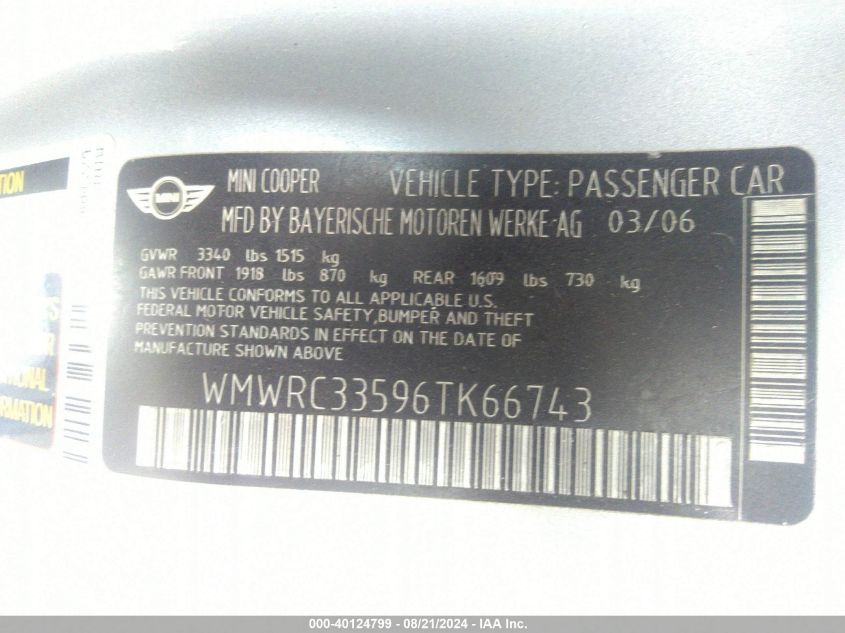 MINI
MINI COOPER VEHICLE TYPE: PASSENGER CAR
MFD BY BAYERISCHE MOTOREN WERKE AG 03/06
GVWR 3340 lbs 1515 kg
GAWR FRONT 1918 lbs 870 kg REAR 1609 lbs 730 kg
THIS VEHICLE CONFORMS TO ALL APPLICABLE U.S.
FEDERAL MOTOR VEHICLE SAFETY,BUMPER AND THEFT
PREVENTION STANDARDS IN EFFECT ON THE DATE OF
MANUFACTURE SHOWN ABOVE
WMWRC33596TK66743
000-40124799 - 08/21/2024 - IAA Inc.